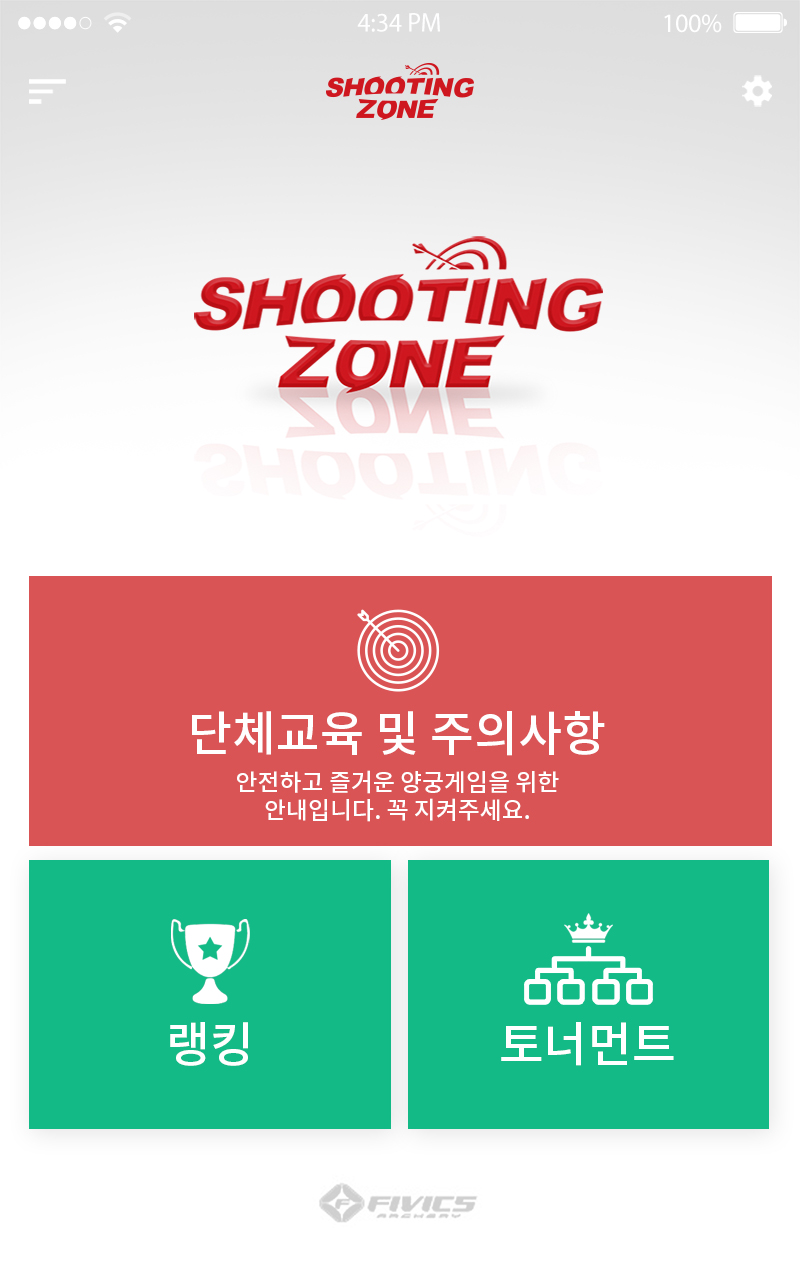 4:34 PM
100%
SHOOTING
ZONE
SHOOTING
ZONE
단체교육 및 주의사항
안전하고 즐거운 양궁게임을 위한
안내입니다. 꼭 지켜주세요.
랭킹
토너먼트
FIVICS
ARCHERY